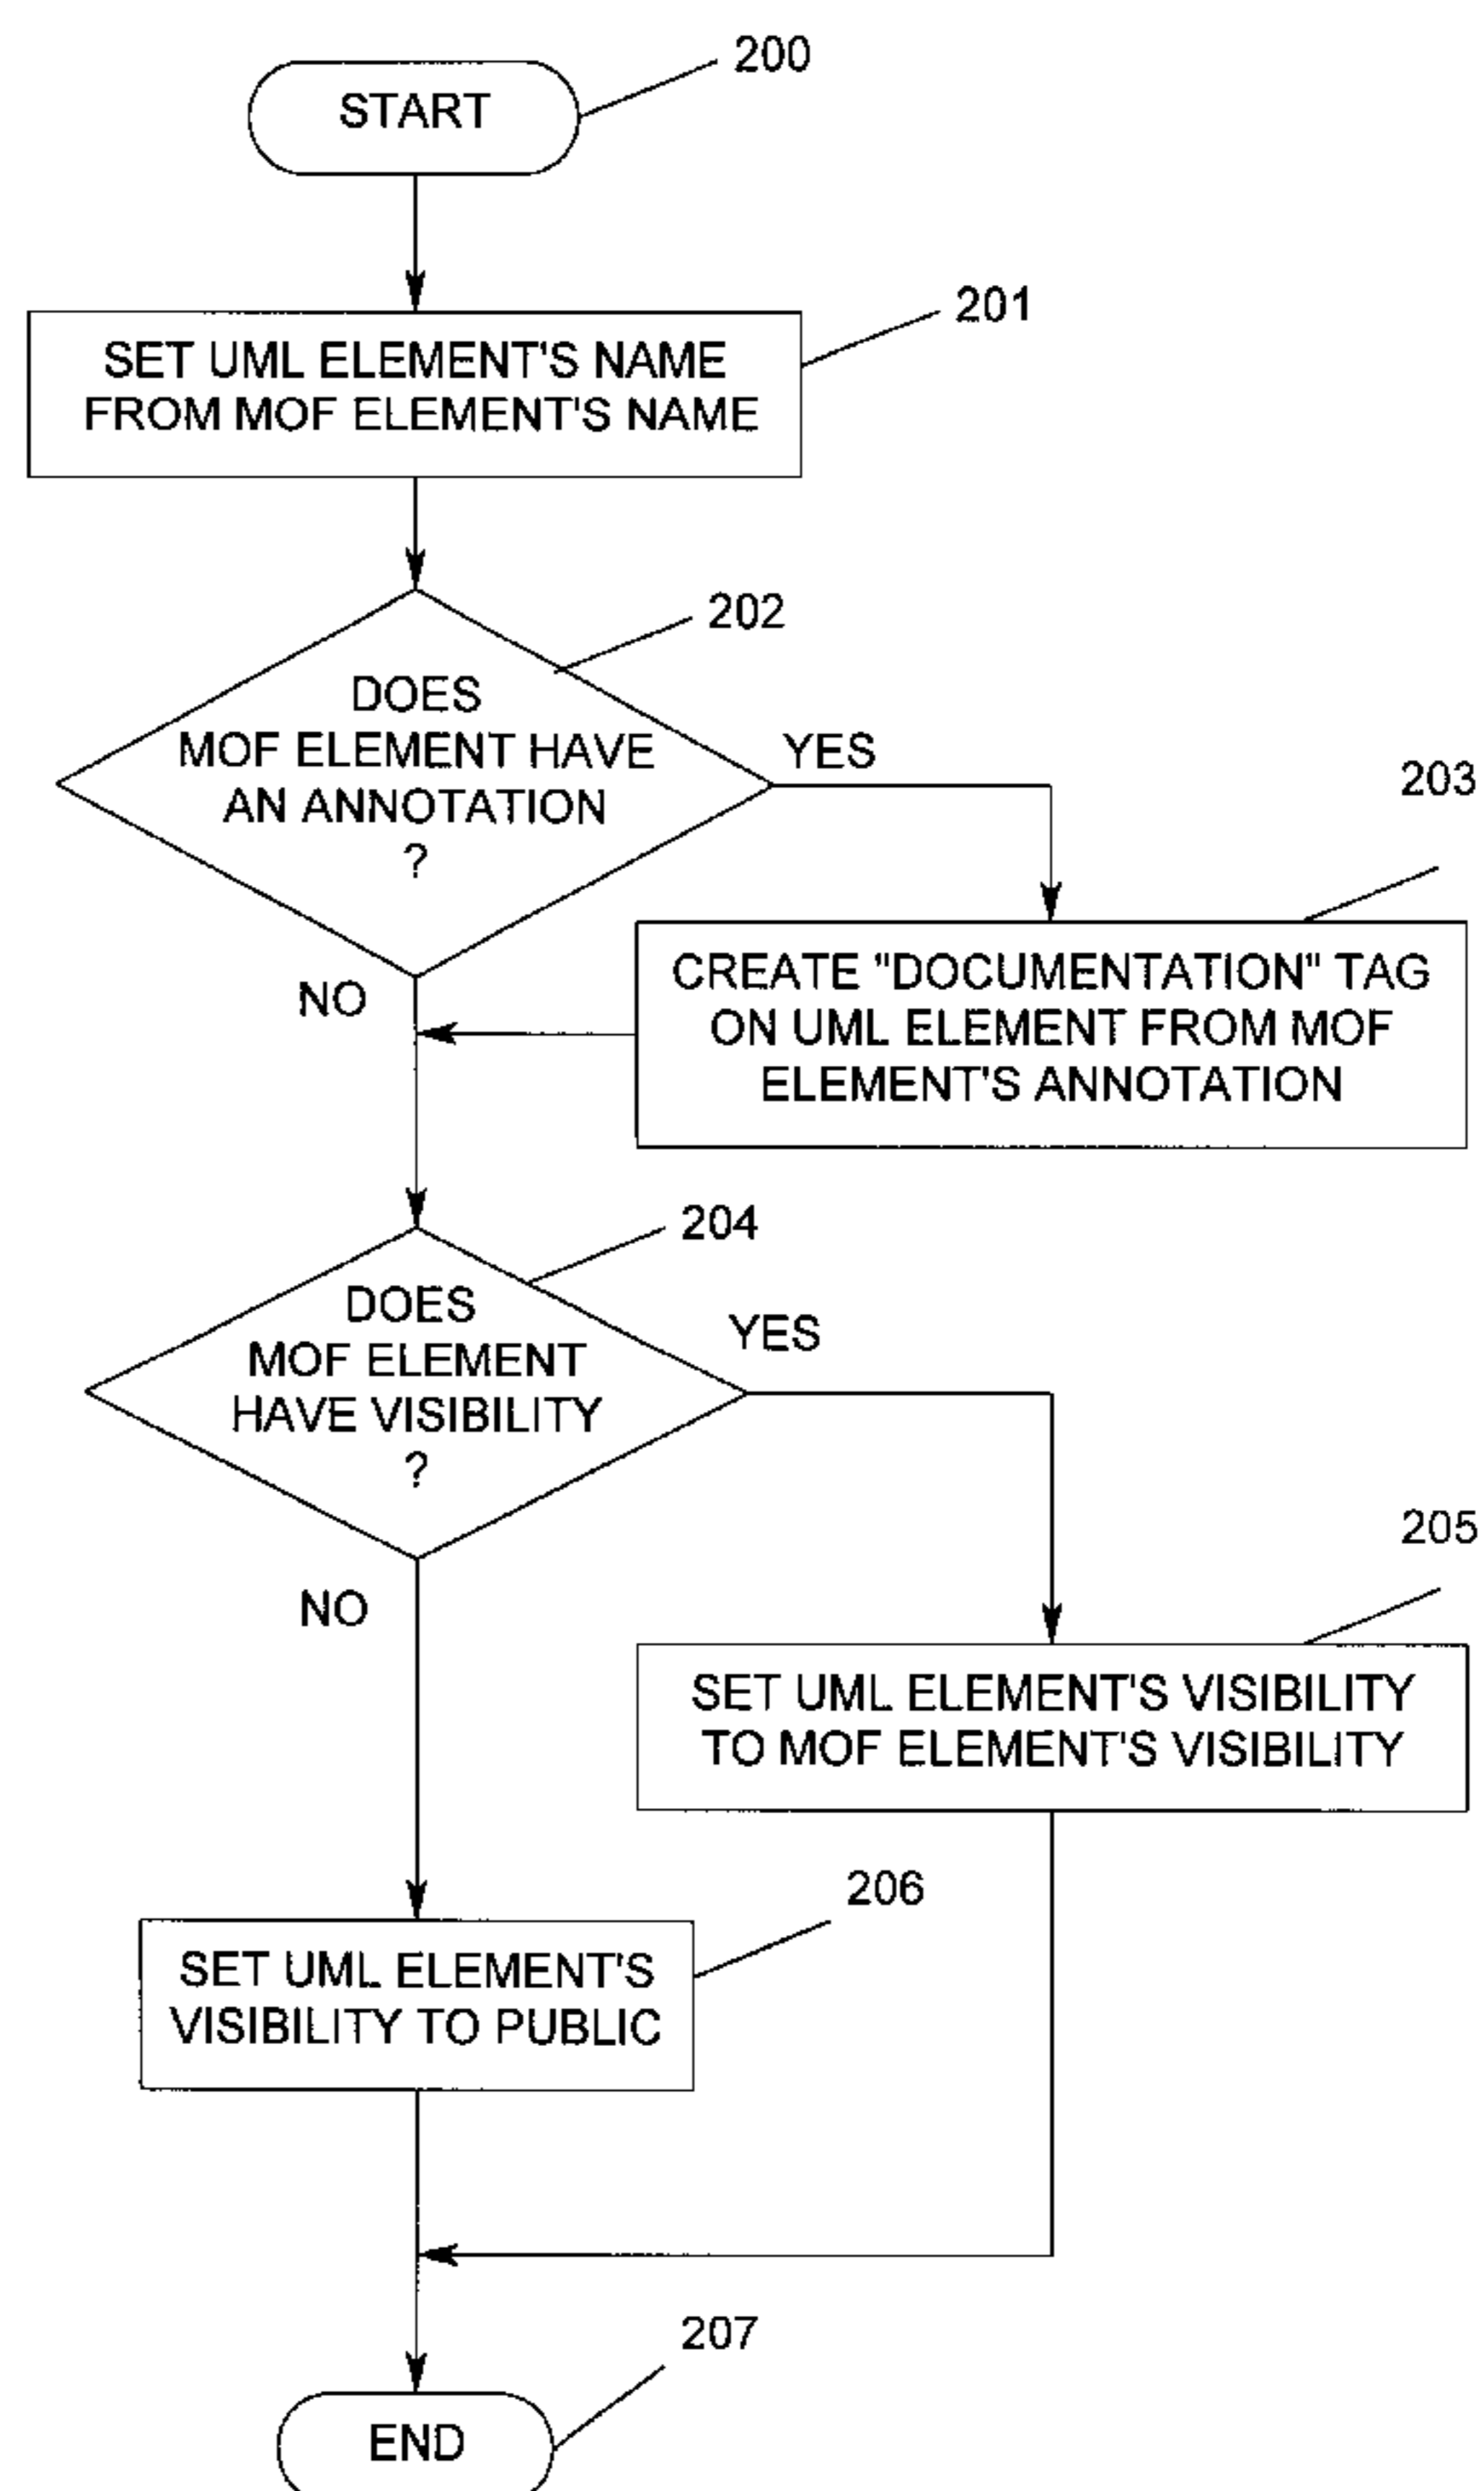 200
START
201
SET UML ELEMENT'S NAME
FROM MOF ELEMENT'S NAME
202
DOES
MOF ELEMENT HAVE
AN ANNOTATION
?
YES
203
NO
CREATE "DOCUMENTATION" TAG
ON UML ELEMENT FROM MOF
ELEMENT'S ANNOTATION
204
DOES
MOF ELEMENT
HAVE VISIBILITY
?
YES
205
NO
SET UML ELEMENT'S VISIBILITY
TO MOF ELEMENT'S VISIBILITY
206
SET UML ELEMENT'S
VISIBILITY TO PUBLIC
207
END